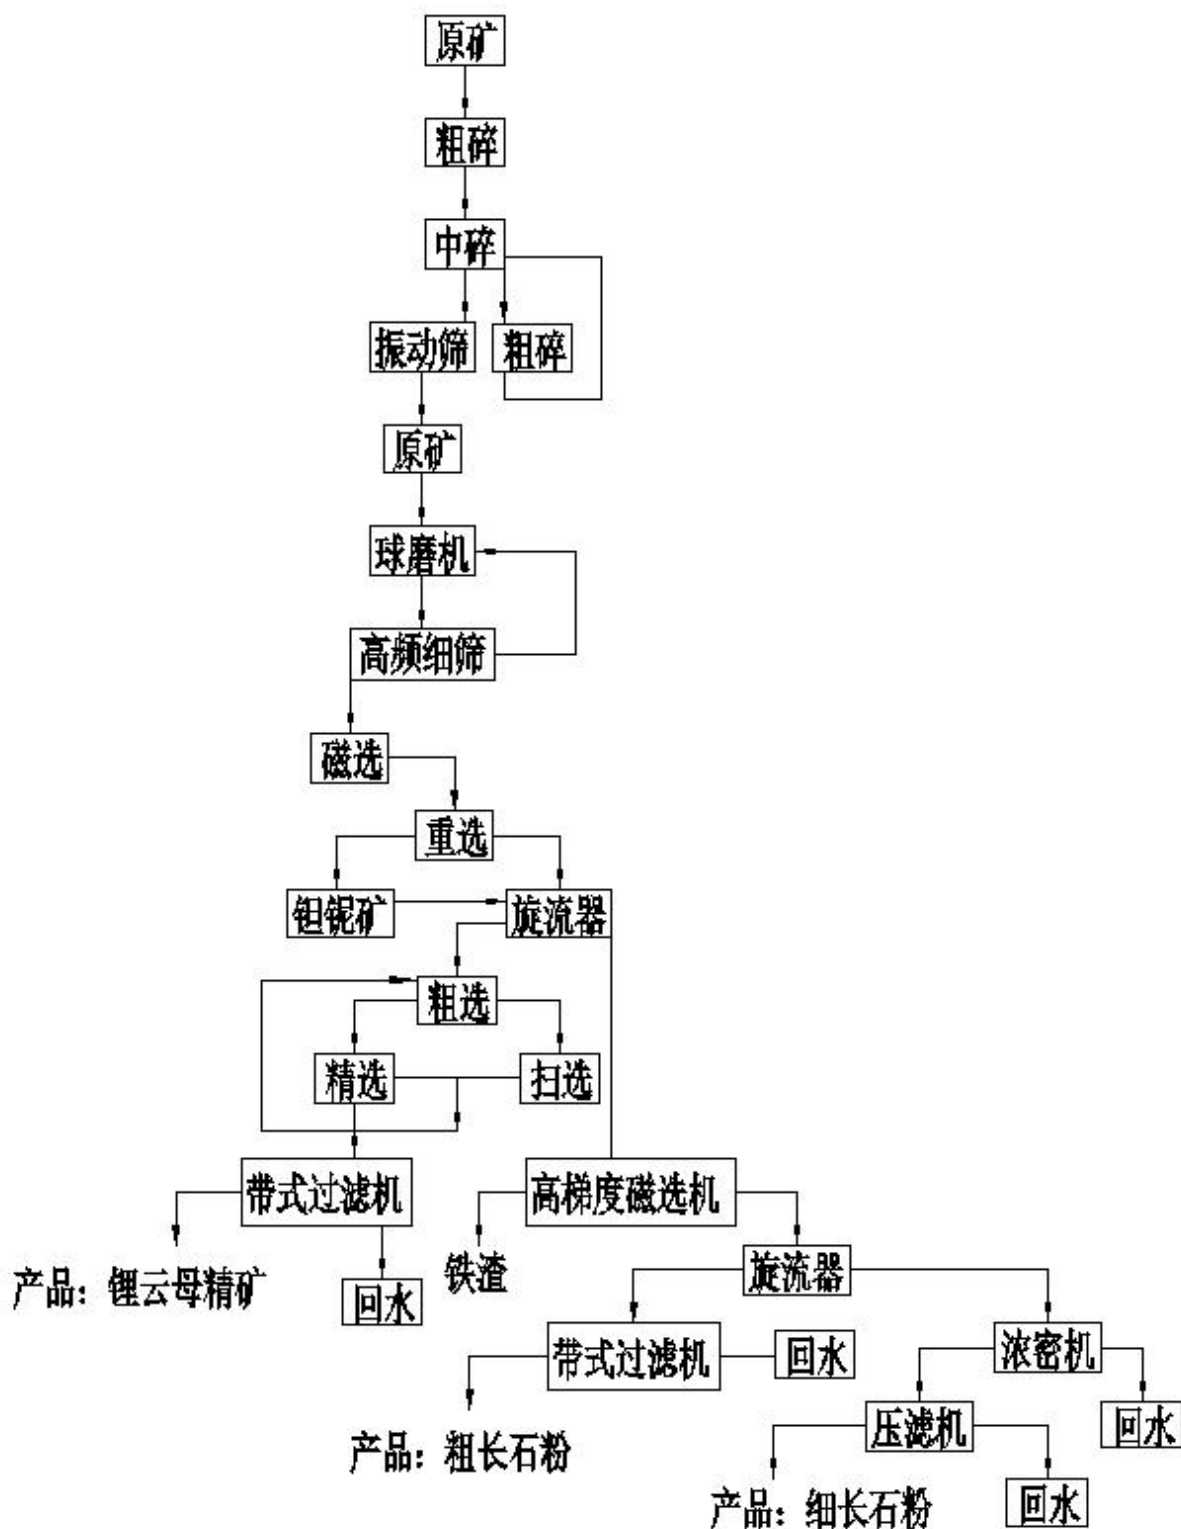 原矿
粗碎
中碎
振动筛
粗碎
原矿
球磨机
高频细筛
磁选
重选
钽铌矿
旋流器
粗选
精选
扫选
带式过滤机
高梯度磁选机
产品：锂云母精矿
回水
铁渣
旋流器
带式过滤机
回水
浓密机
产品：粗长石粉
压滤机
回水
产品：细长石粉
回水